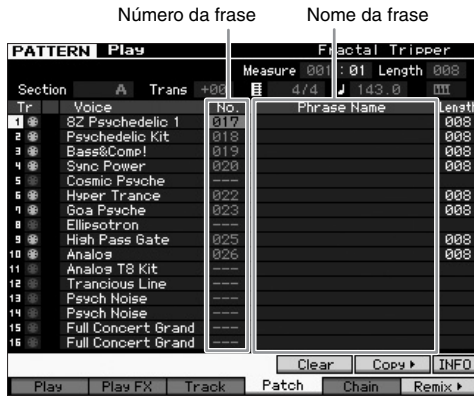 Número da frase Nome da frase
PATTERN Play Fractal Tripper
Measure 001 : 01 Length 008
Section A Trans +00 4/4 143.0
Tr Voice No. Phrase Name Lengt
1 8Z Psychedelic 1 017 008
2 Psychedelic Kit 018 008
3 Bass&Comp! 019 008
4 Sync Power 020 008
5 Cosmic Psyche ---
6 Hyper Trance 022 008
7 Goa Psyche 023 008
8 Ellipsotron ---
9 High Pass Gate 025 008
10 Analog 026 008
11 Analog T8 Kit ---
12 Trancious Line ---
13 Psych Noise ---
14 Psych Noise ---
15 Full Concert Grand ---
16 Full Concert Grand ---
Clear Copy INFO
Play Play FX Track Patch Chain Remix